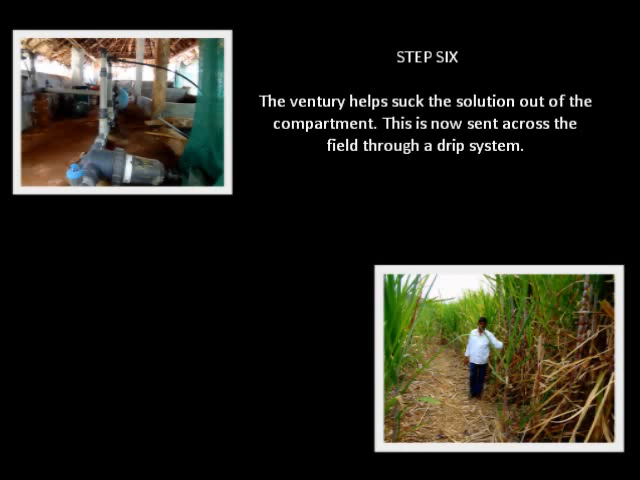 STEP SIX
The ventury helps suck the solution out of the
compartment. This is now sent across the
field through a drip system.